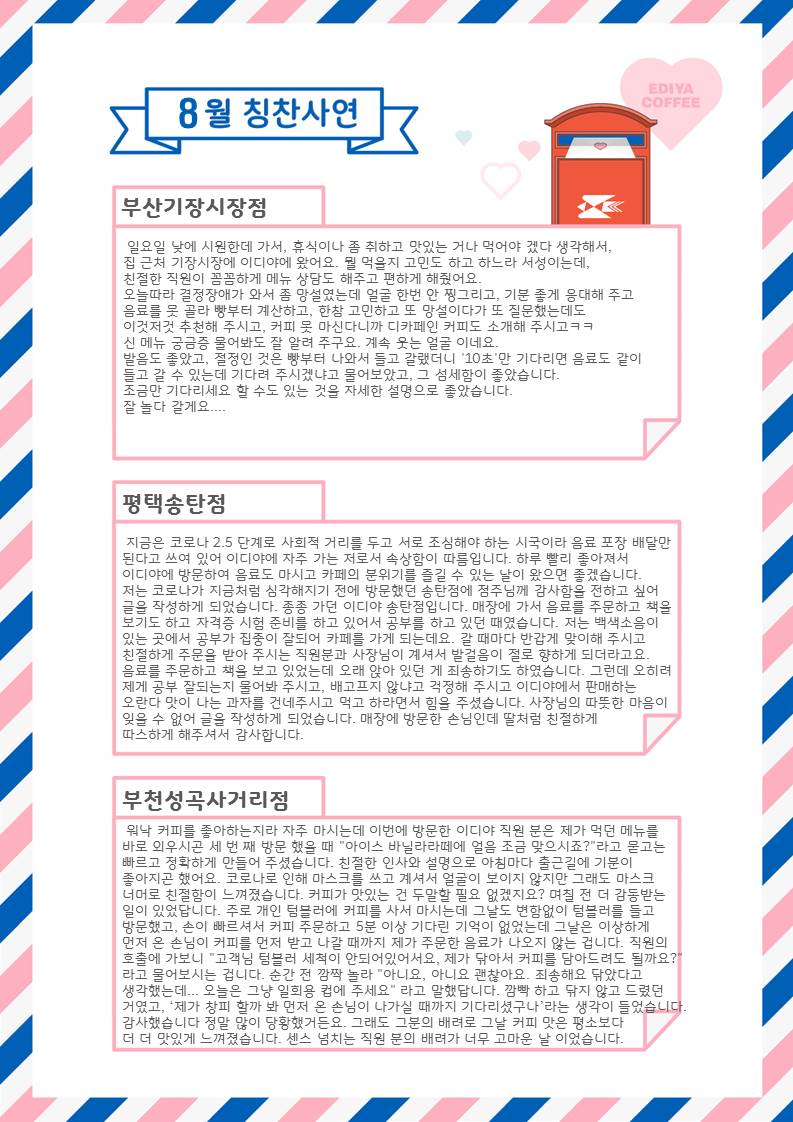 EDIYA
COFFEE
8월 칭찬사연
부산기장시장점
일요일 낮에 시원한데 가서, 휴식이나 좀 취하고 맛있는 거나 먹어야 겠다 생각해서,
집 근처 기장시장에 이디야에 왔어요. 뭘 먹을지 고민도 하고 하느라 서성이는데,
친절한 직원이 꼼꼼하게 메뉴 상담도 해주고 편하게 해줬어요.
오늘따라 결정장애가 와서 좀 망설였는데 얼굴 한번 안 찡그리고, 기분 좋게 응대해 주고
음료를 못 골라 빵부터 계산하고, 한참 고민하고 또 망설이다가 또 질문했는데도
이것저것 추천해 주시고, 커피 못 마신다니까 디카페인 커피도 소개해 주시고ㅋㅋ
신 메뉴 궁금증 물어봐도 잘 알려 주구요. 계속 웃는 얼굴 이네요.
발음도 좋았고, 절정인 것은 빵부터 나와서 들고 갈랬더니 '10초'만 기다리면 음료도 같이
들고 갈 수 있는데 기다려 주시겠냐고 물어보았고, 그 섬세함이 좋았습니다.
조금만 기다리세요 할 수도 있는 것을 자세한 설명으로 좋았습니다.
잘 놀다 갈게요....
평택송탄점
지금은 코로나 2.5 단계로 사회적 거리를 두고 서로 조심해야 하는 시국이라 음료 포장 배달만
된다고 쓰여 있어 이디야에 자주 가는 저로서 속상함이 따름입니다. 하루 빨리 좋아져서
이디야에 방문하여 음료도 마시고 카페의 분위기를 즐길 수 있는 날이 왔으면 좋겠습니다.
저는 코로나가 지금처럼 심각해지기 전에 방문했던 송탄점에 점주님께 감사함을 전하고 싶어
글을 작성하게 되었습니다. 종종 가던 이디야 송탄점입니다. 매장에 가서 음료를 주문하고 책을
보기도 하고 자격증 시험 준비를 하고 있어서 공부를 하고 있던 때였습니다. 저는 백색소음이
있는 곳에서 공부가 집중이 잘되어 카페를 가게 되는데요. 갈 때마다 반갑게 맞이해 주시고
친절하게 주문을 받아 주시는 직원분과 사장님이 계셔서 발걸음이 절로 향하게 되더라고요.
음료를 주문하고 책을 보고 있었는데 오래 앉아 있던 게 죄송하기도 하였습니다. 그런데 오히려
제게 공부 잘되는지 물어봐 주시고, 배고프지 않냐고 걱정해 주시고 이디야에서 판매하는
오란다 맛이 나는 과자를 건네주시고 먹고 하라면서 힘을 주셨습니다. 사장님의 따뜻한 마음이
잊을 수 없어 글을 작성하게 되었습니다. 매장에 방문한 손님인데 딸처럼 친절하게
따스하게 해주셔서 감사합니다.
부천성곡사거리점
워낙 커피를 좋아하는지라 자주 마시는데 이번에 방문한 이디야 직원 분은 제가 먹던 메뉴를
바로 외우시곤 세 번 째 방문 했을 때 "아이스 바닐라라떼에 얼음 조금 맞으시죠?"라고 묻고는
빠르고 정확하게 만들어 주셨습니다. 친절한 인사와 설명으로 아침마다 출근길에 기분이
좋아지곤 했어요. 코로나로 인해 마스크를 쓰고 계셔서 얼굴이 보이지 않지만 그래도 마스크
너머로 친절함이 느껴졌습니다. 커피가 맛있는 건 두말할 필요 없겠지요? 며칠 전 더 감동받는
일이 있었답니다. 주로 개인 텀블러에 커피를 사서 마시는데 그날도 변함없이 텀블러를 들고
방문했고, 손이 빠르셔서 커피 주문하고 5분 이상 기다린 기억이 없었는데 그날은 이상하게
먼저 온 손님이 커피를 먼저 받고 나갈 때까지 제가 주문한 음료가 나오지 않는 겁니다. 직원의
호출에 가보니 "고객님 텀블러 세척이 안되어있어서요, 제가 닦아서 커피를 담아드려도 될까요?"
라고 물어보시는 겁니다. 순간 전 깜짝 놀라 "아니요, 아니요 괜찮아요. 죄송해요 닦았다고
생각했는데... 오늘은 그냥 일회용 컵에 주세요" 라고 말했답니다. 깜빡 하고 닦지 않고 드렸던
거였고, '제가 창피 할까 봐 먼저 온 손님이 나가실 때까지 기다리셨구나'라는 생각이 들었습니다.
감사했습니다 정말 많이 당황했거든요. 그래도 그분의 배려로 그날 커피 맛은 평소보다
더 더 맛있게 느껴졌습니다. 센스 넘치는 직원 분의 배려가 너무 고마운 날 이었습니다.